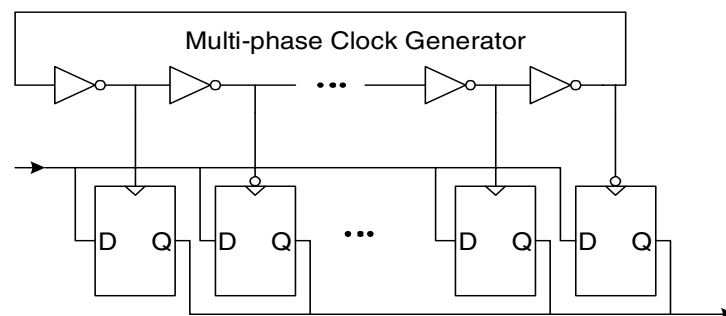 Multi-phase Clock Generator
...
D Q D Q ... D Q D Q